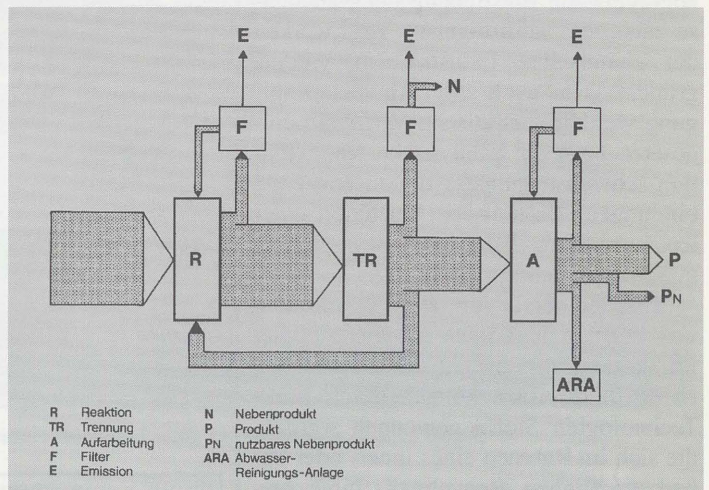 E E E
N
F F F
R TR A P
PN
ARA
R Reaktion
TR Trennung
A Aufarbeitung
F Filter
E Emission
N Nebenprodukt
P Produkt
PN nutzbares Nebenprodukt
ARA Abwasser-
Reinigungs-Anlage